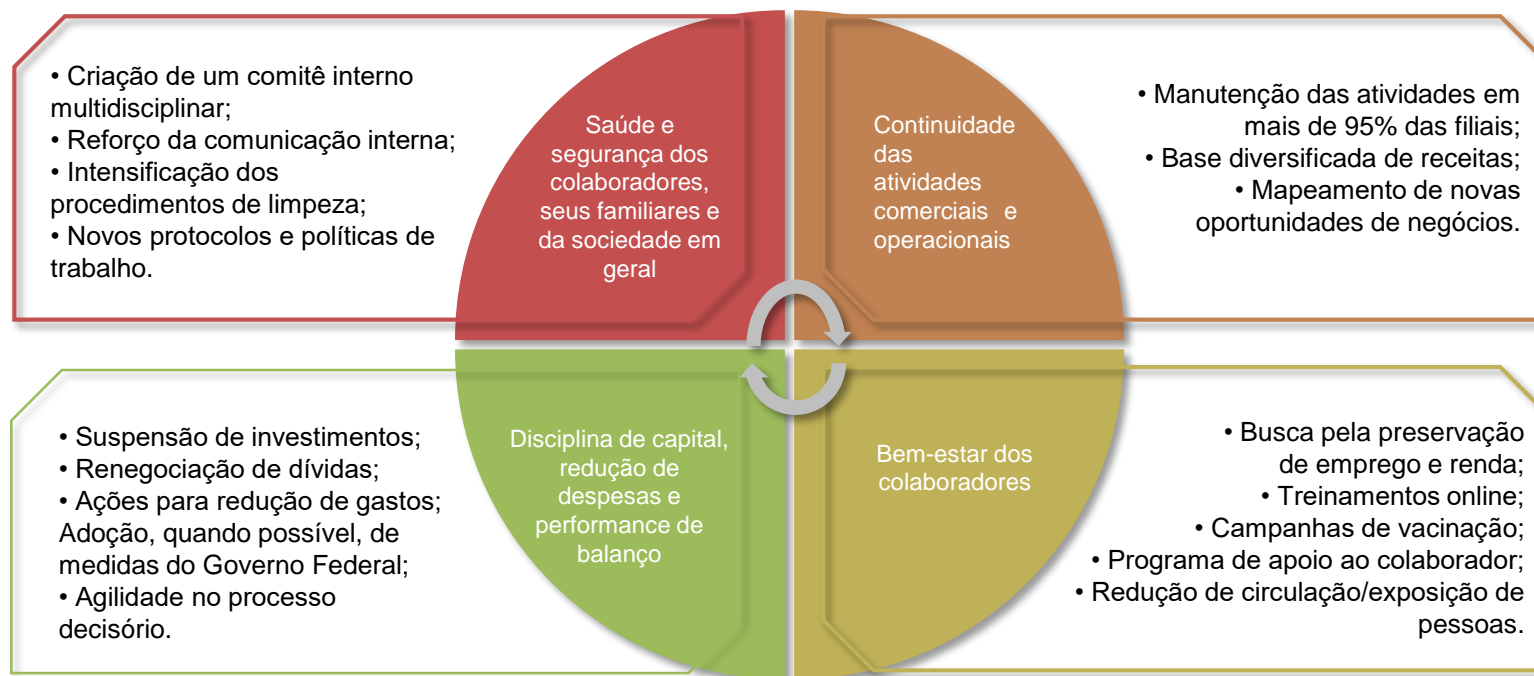 • Criação de um comitê interno
multidisciplinar;
• Reforço da comunicação interna;
• Intensificação dos
procedimentos de limpeza;
• Novos protocolos e políticas de
trabalho.
Saúde e
segurança dos
colaboradores,
seus familiares e
da sociedade em
geral
Continuidade
das
atividades
comerciais e
operacionais
• Manutenção das atividades em
mais de 95% das filiais;
• Base diversificada de receitas;
• Mapeamento de novas
oportunidades de negócios.
• Suspensão de investimentos;
• Renegociação de dívidas;
• Ações para redução de gastos;
Adoção, quando possível, de
medidas do Governo Federal;
• Agilidade no processo
decisório.
Disciplina de capital,
redução de
despesas e
performance de
balanço
Bem-estar dos
colaboradores
• Busca pela preservação
de emprego e renda;
• Treinamentos online;
• Campanhas de vacinação;
• Programa de apoio ao colaborador;
• Redução de circulação/exposição de
pessoas.